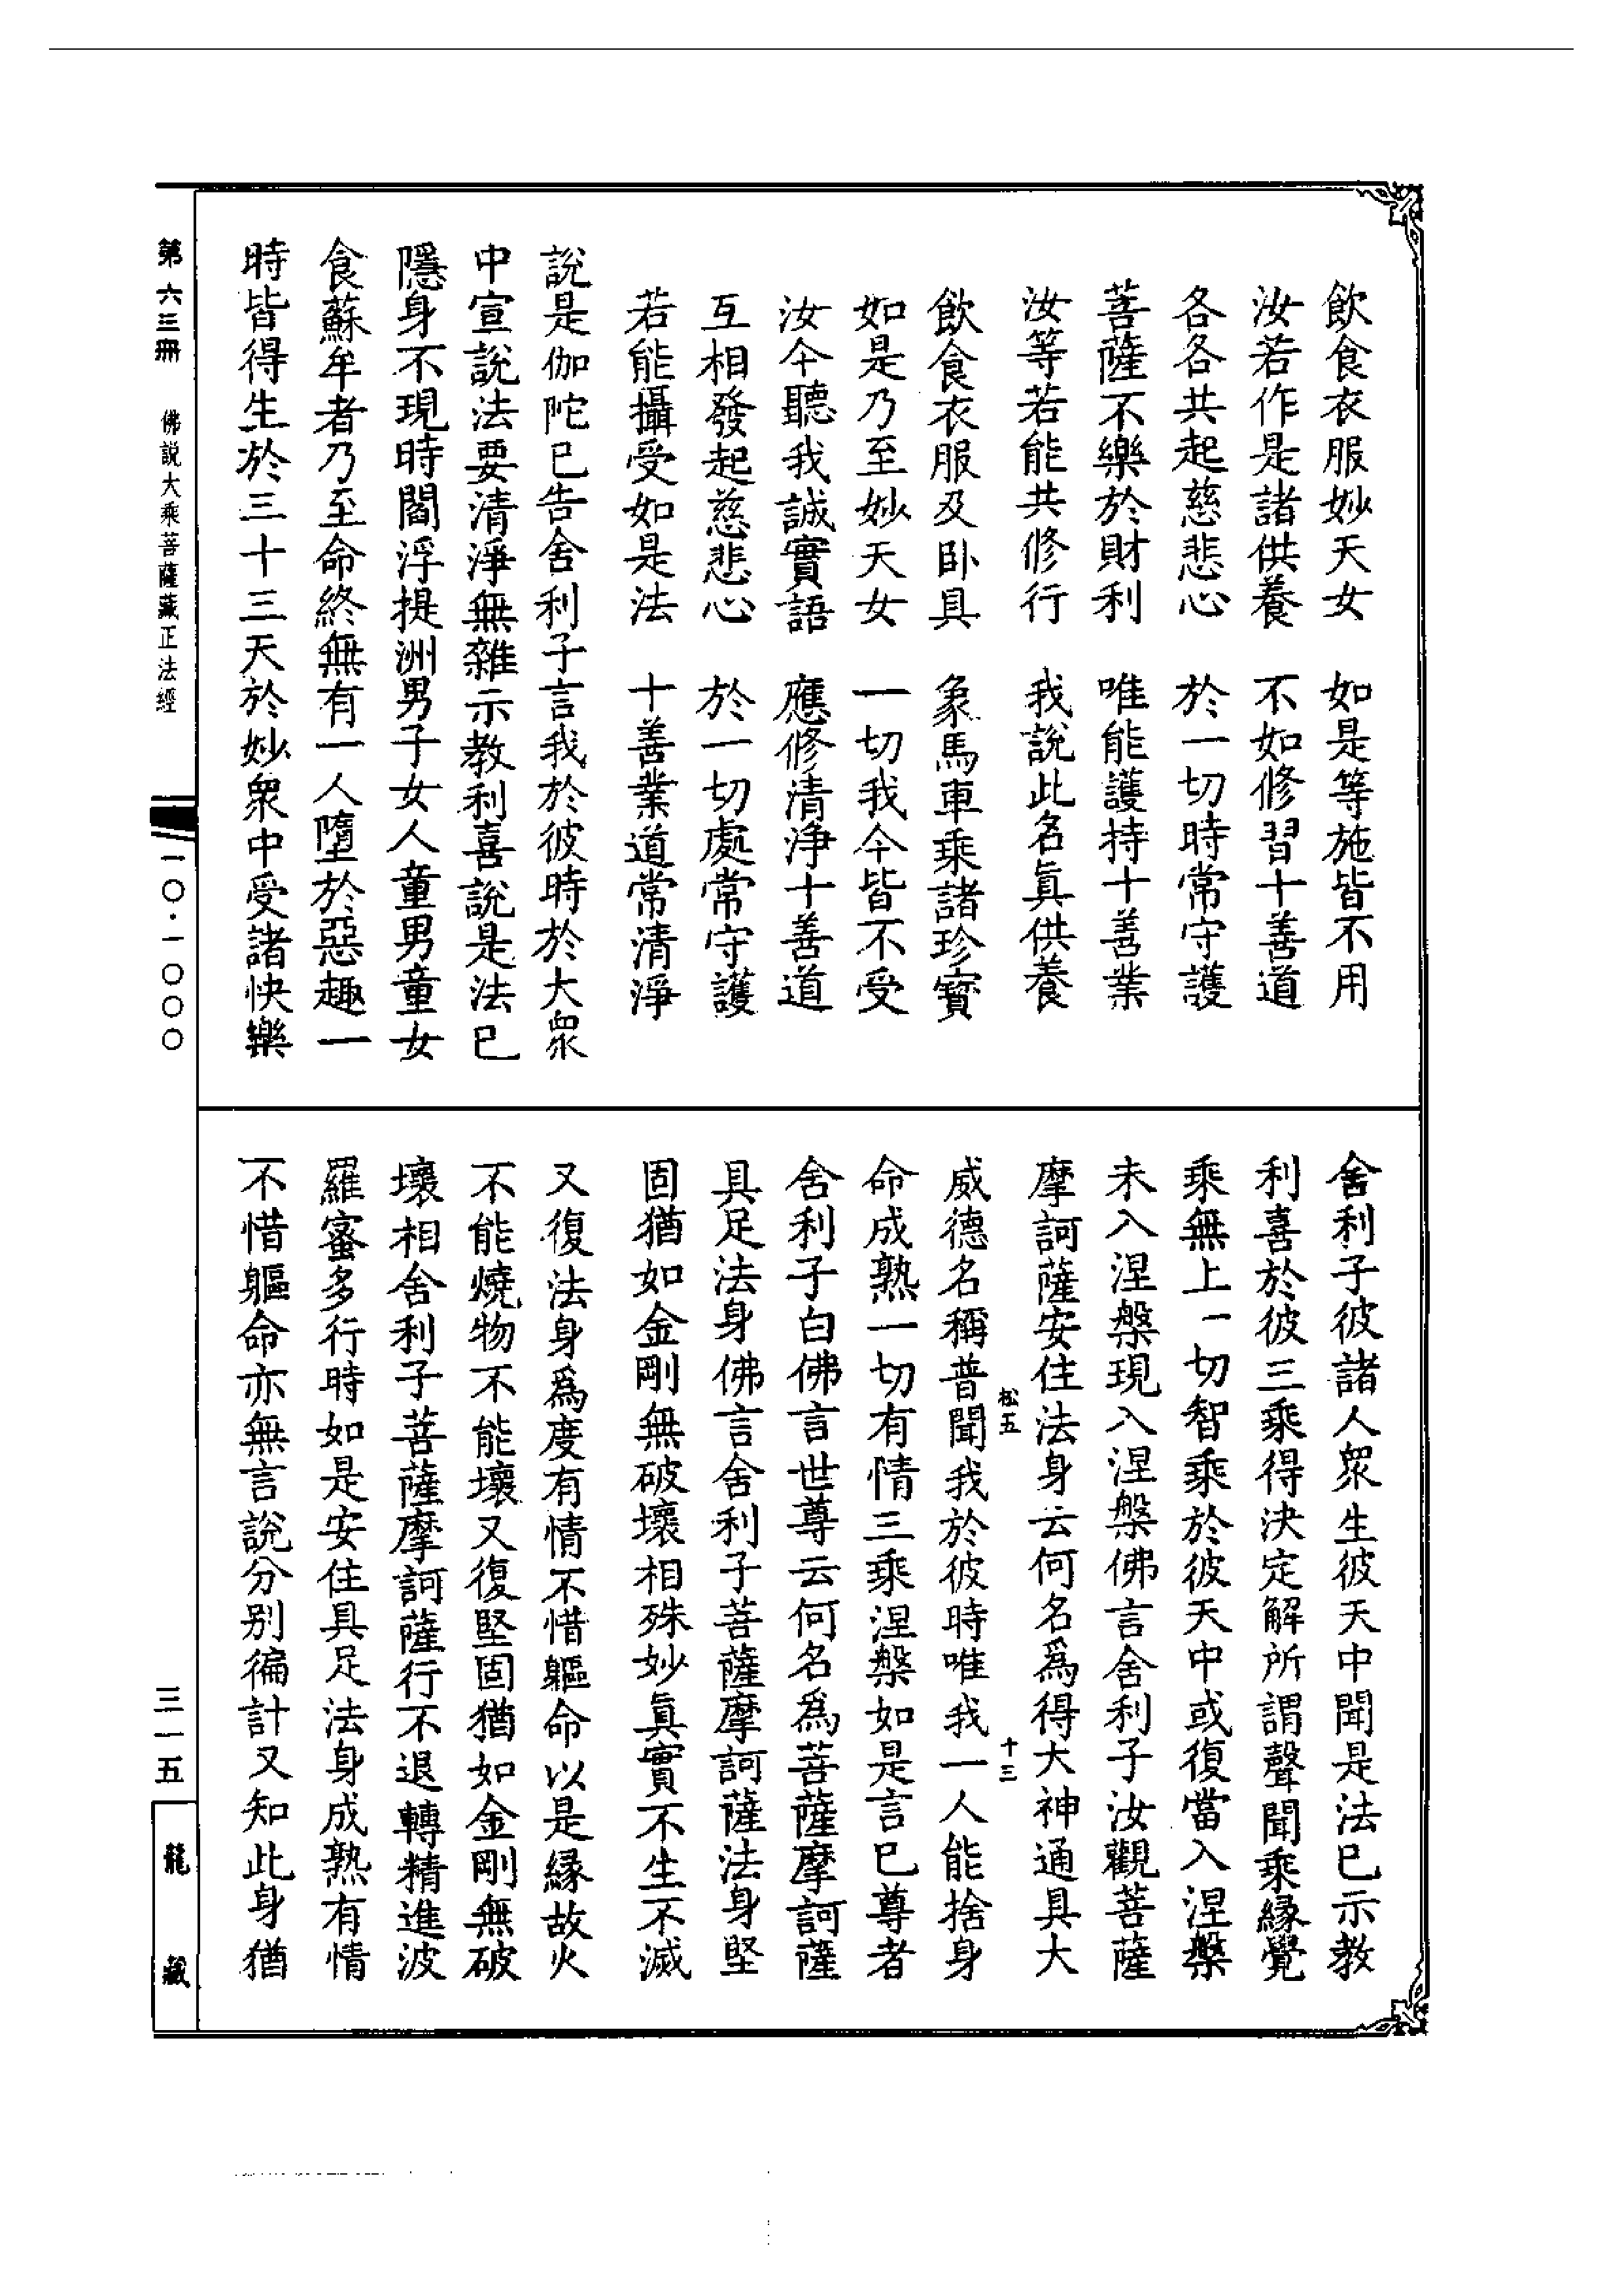 飲食衣服妙天女　如是等施皆不用
汝若作是諸供養　不如修習十善道
各各共起慈悲心　於一切時常守護
菩薩不樂於財利　唯能護持十善業
汝等若能共修行　我說此名眞供養
飲食衣服及卧具　象馬車乘諸珍寶
如是乃至妙天女　一切我今皆不受
汝今聽我誠實語　應修清淨十善道
互相發起慈悲心　於一切處常守護
若能攝受如是法　十善業道常清淨
說是伽陀已告舍利子言我於彼時於大衆
中宣說法要清淨無雜示教利喜說是法已
隱身不現時閻浮提洲男子女人童男童女
食蘇牟者乃至命終無有一人墮於惡趣一
時皆得生於三十三天於妙衆中受諸快樂
舍利子彼諸人衆生彼天中聞是法已示教
利喜於彼三乘得決定解所謂聲聞乘緣覺
乘無上一切智乘於彼天中或復當入涅槃
未入涅槃現入涅槃佛言舍利子汝觀菩薩
摩訶薩安住法身云何名爲得大神通具大
松五　十三
威德名稱普聞我於彼時唯我一人能捨身
命成熟一切有情三乘涅槃如是言已尊者
舍利子白佛言世尊云何名爲菩薩摩訶薩
具足法身佛言舍利子菩薩摩訶薩法身堅
固猶如金剛無破壞相殊妙眞實不生不滅
又復法身爲度有情不惜軀命以是緣故火
不能燒物不能壞又復堅固猶如金剛無破
壞相舍利子菩薩摩訶薩行不退轉精進波
羅蜜多行時如是安住具足法身成熟有情
不惜軀命亦無言說分别徧計又知此身猶
第六三冊　佛説大乘菩薩藏正法經　一〇·一〇〇〇　三一五　龍藏